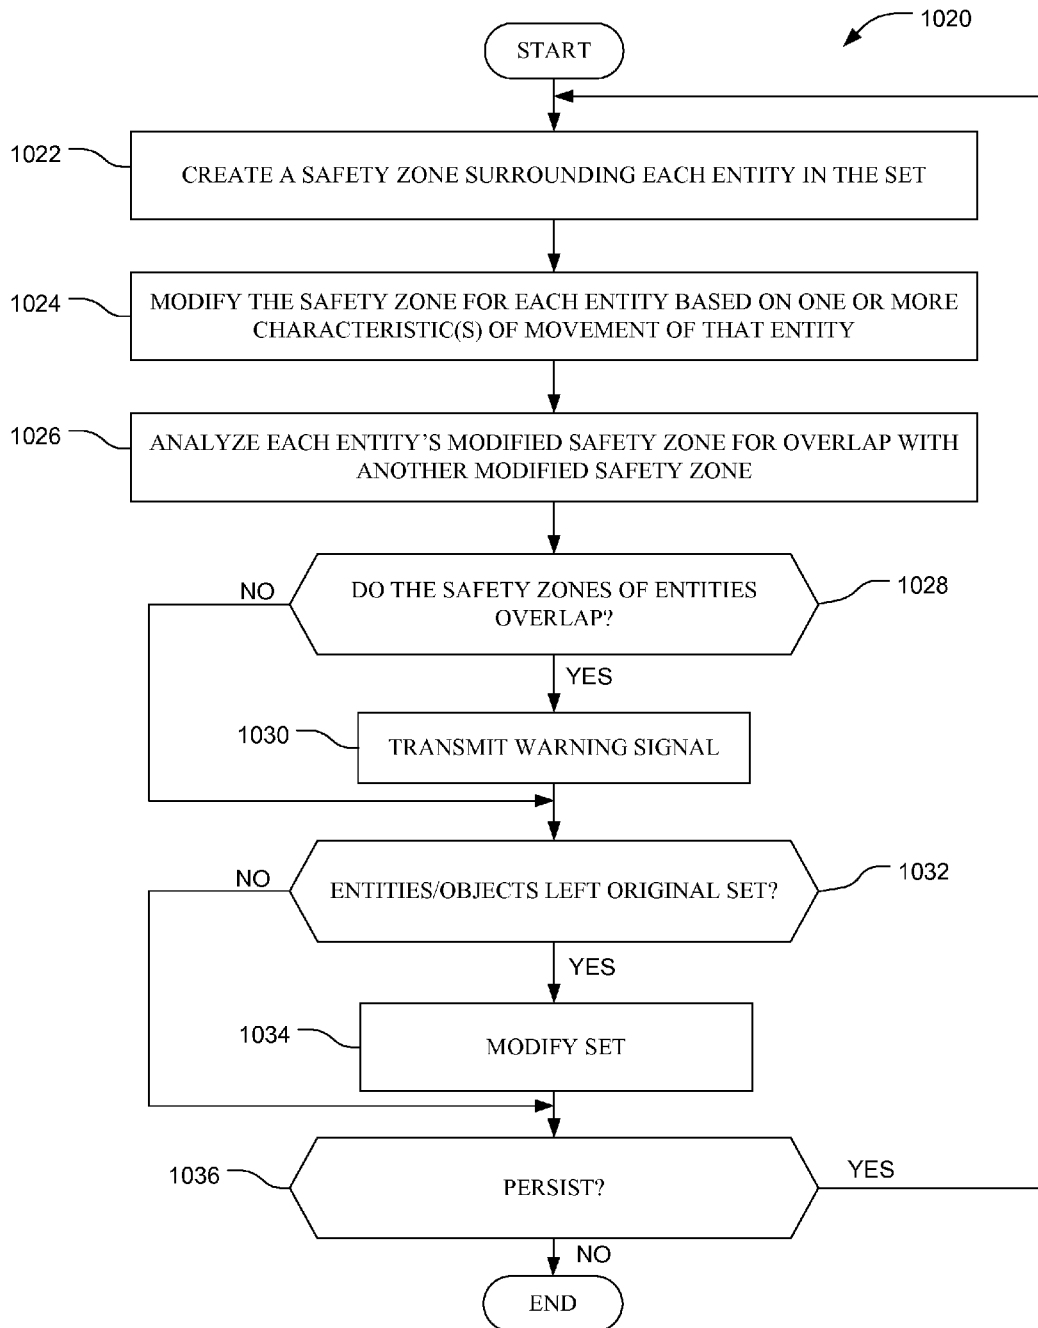 1020
START
1022
CREATE A SAFETY ZONE SURROUNDING EACH ENTITY IN THE SET
1024
MODIFY THE SAFETY ZONE FOR EACH ENTITY BASED ON ONE OR MORE
CHARACTERISTIC(S) OF MOVEMENT OF THAT ENTITY
1026
ANALYZE EACH ENTITY'S MODIFIED SAFETY ZONE FOR OVERLAP WITH
ANOTHER MODIFIED SAFETY ZONE
NO
DO THE SAFETY ZONES OF ENTITIES
OVERLAP?
1028
YES
1030
TRANSMIT WARNING SIGNAL
NO
ENTITIES/OBJECTS LEFT ORIGINAL SET?
1032
YES
1034
MODIFY SET
1036
PERSIST?
YES
NO
END